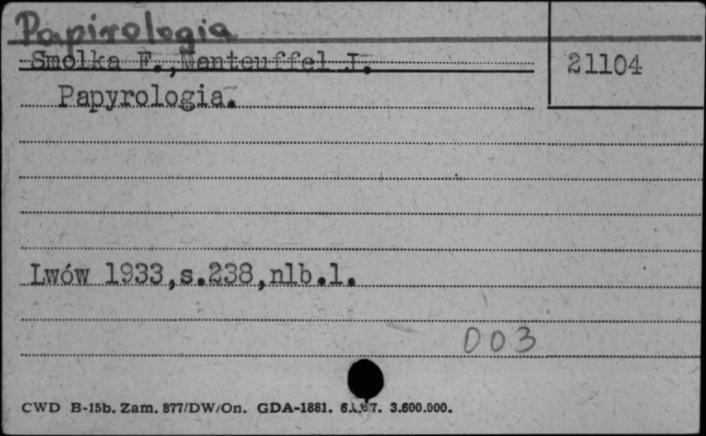 Papirologia
Smolka F.,Manteuffel J.
21104
Papyrologia.
Lwów 1933,s.238,nlb.1.
003
CWD B-15b. Zam. 877/DW/On. GDA-1881. 3.600.000.